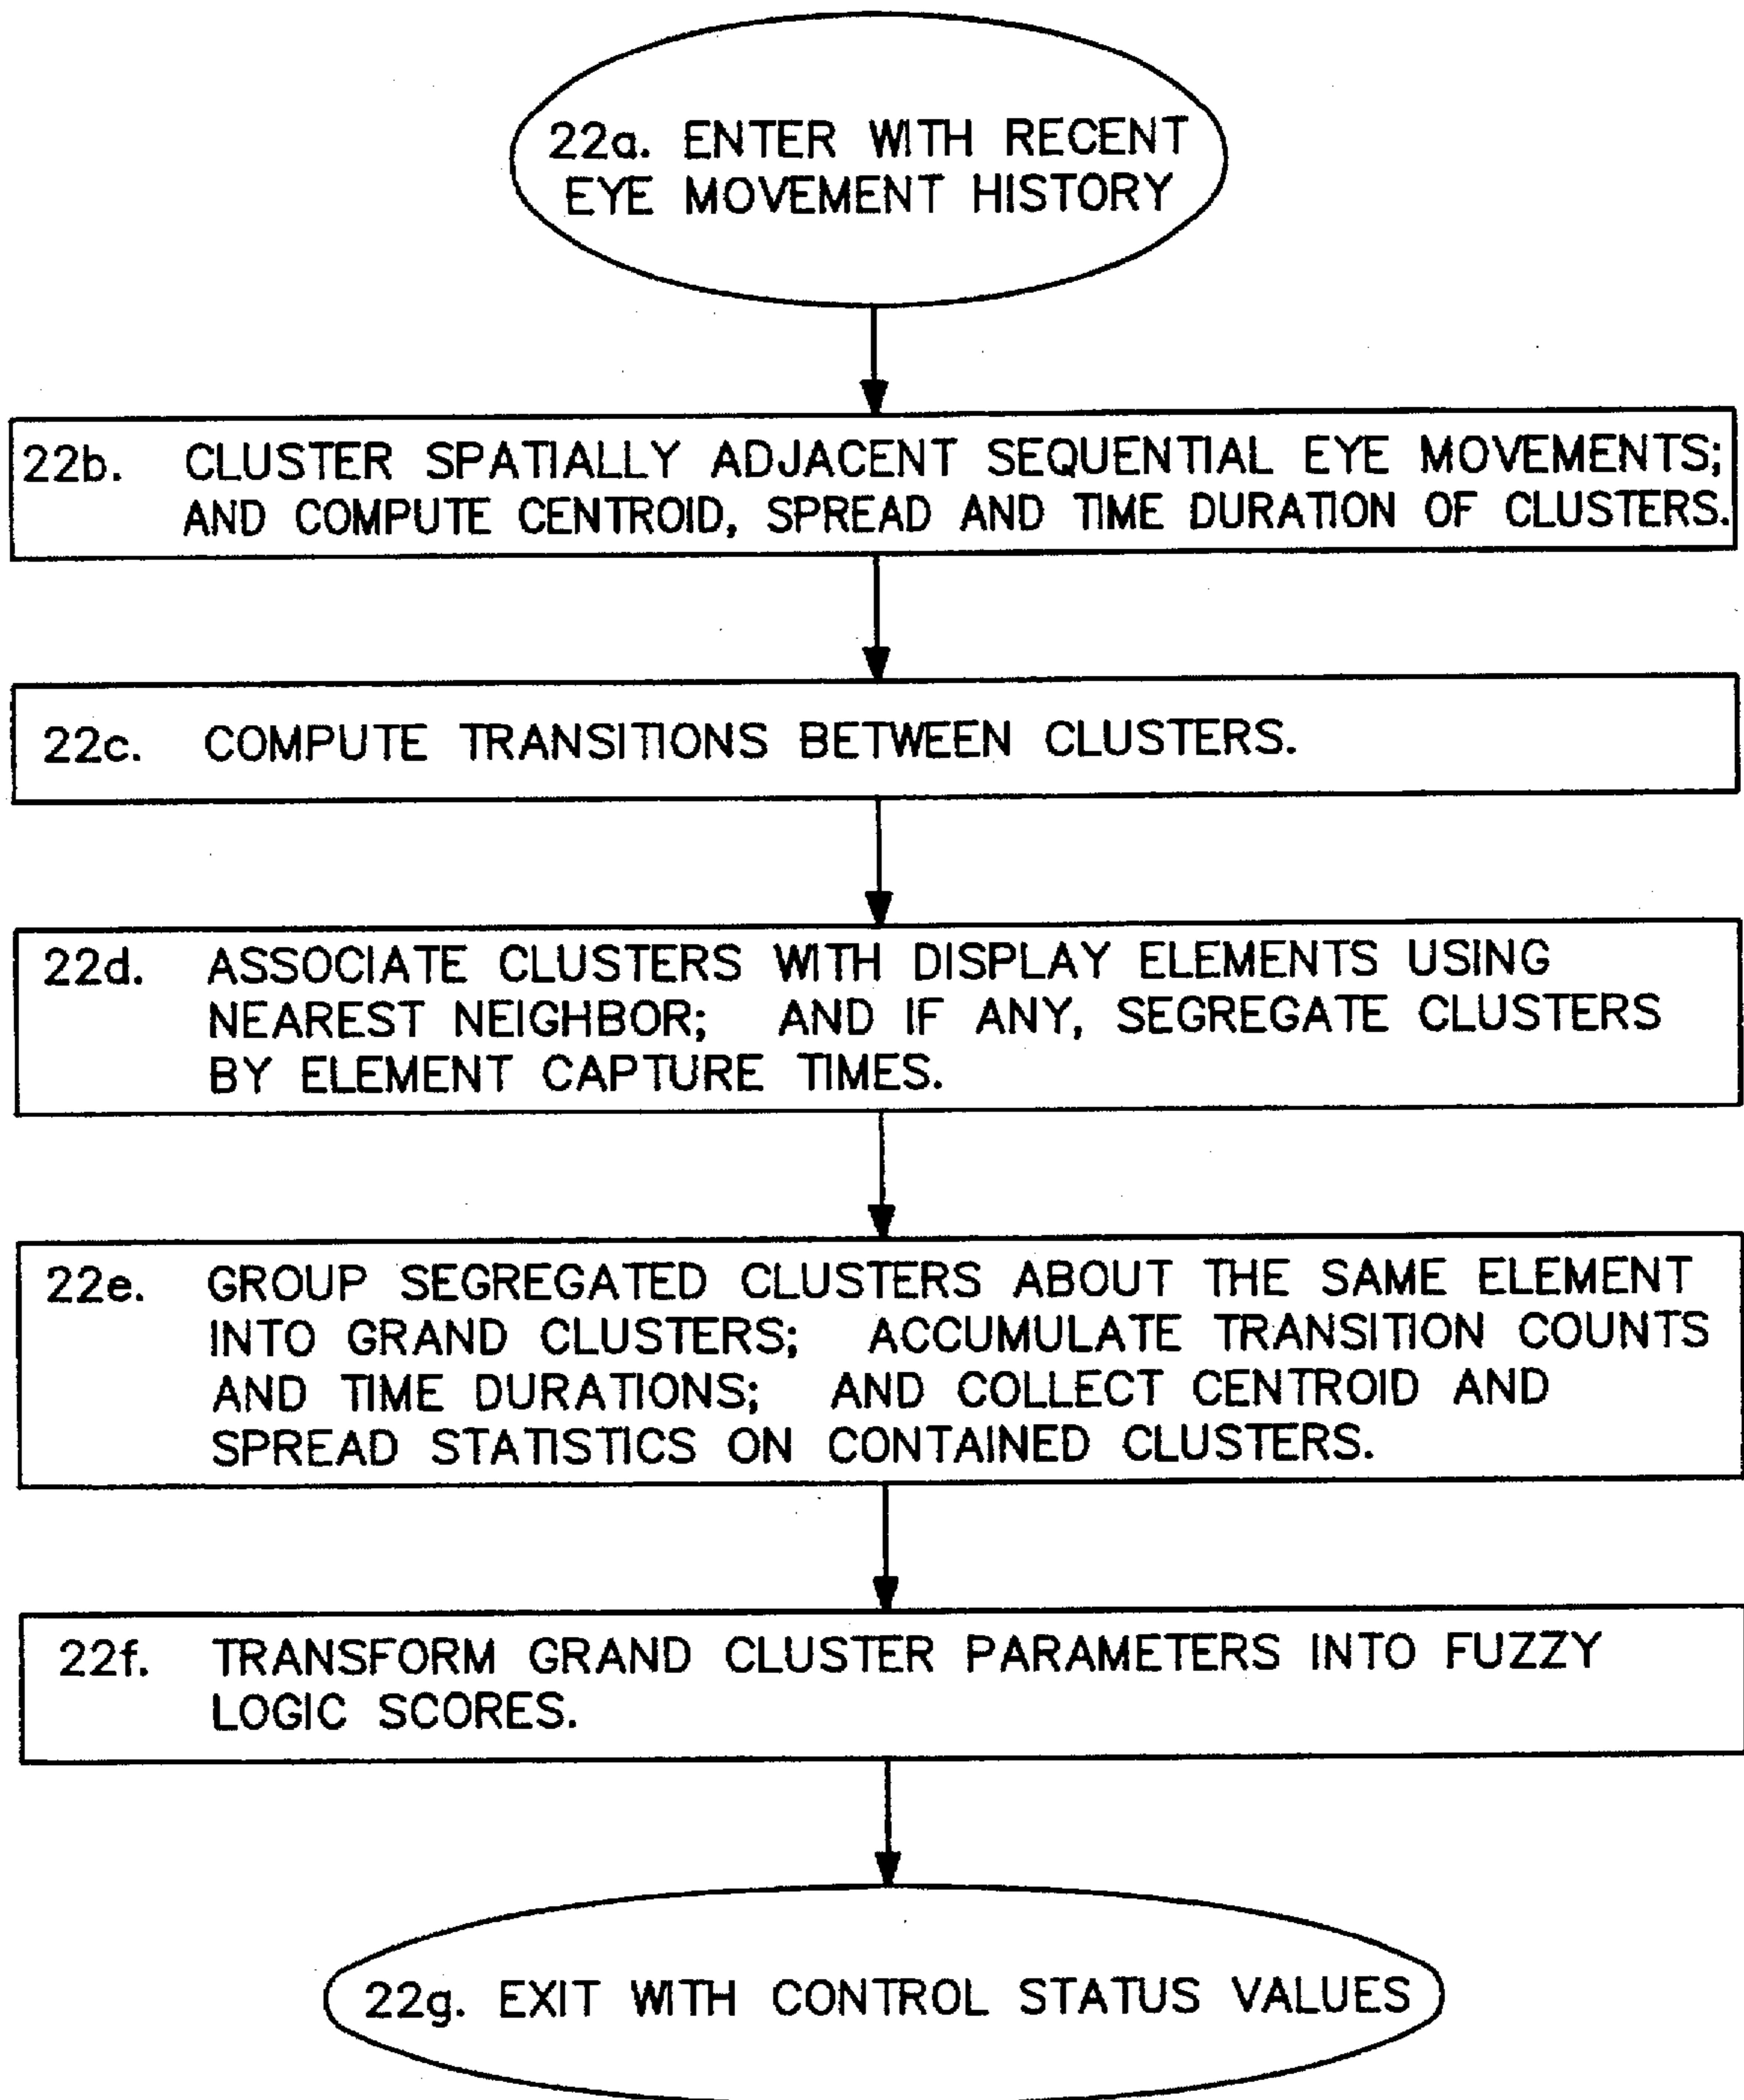 22a. ENTER WITH RECENT
EYE MOVEMENT HISTORY
22b. CLUSTER SPATIALLY ADJACENT SEQUENTIAL EYE MOVEMENTS;
AND COMPUTE CENTROID, SPREAD AND TIME DURATION OF CLUSTERS.
22c. COMPUTE TRANSITIONS BETWEEN CLUSTERS.
22d. ASSOCIATE CLUSTERS WITH DISPLAY ELEMENTS USING
NEAREST NEIGHBOR; AND IF ANY, SEGREGATE CLUSTERS
BY ELEMENT CAPTURE TIMES.
22e. GROUP SEGREGATED CLUSTERS ABOUT THE SAME ELEMENT
INTO GRAND CLUSTERS; ACCUMULATE TRANSITION COUNTS
AND TIME DURATIONS; AND COLLECT CENTROID AND
SPREAD STATISTICS ON CONTAINED CLUSTERS.
22f. TRANSFORM GRAND CLUSTER PARAMETERS INTO FUZZY
LOGIC SCORES.
22g. EXIT WITH CONTROL STATUS VALUES